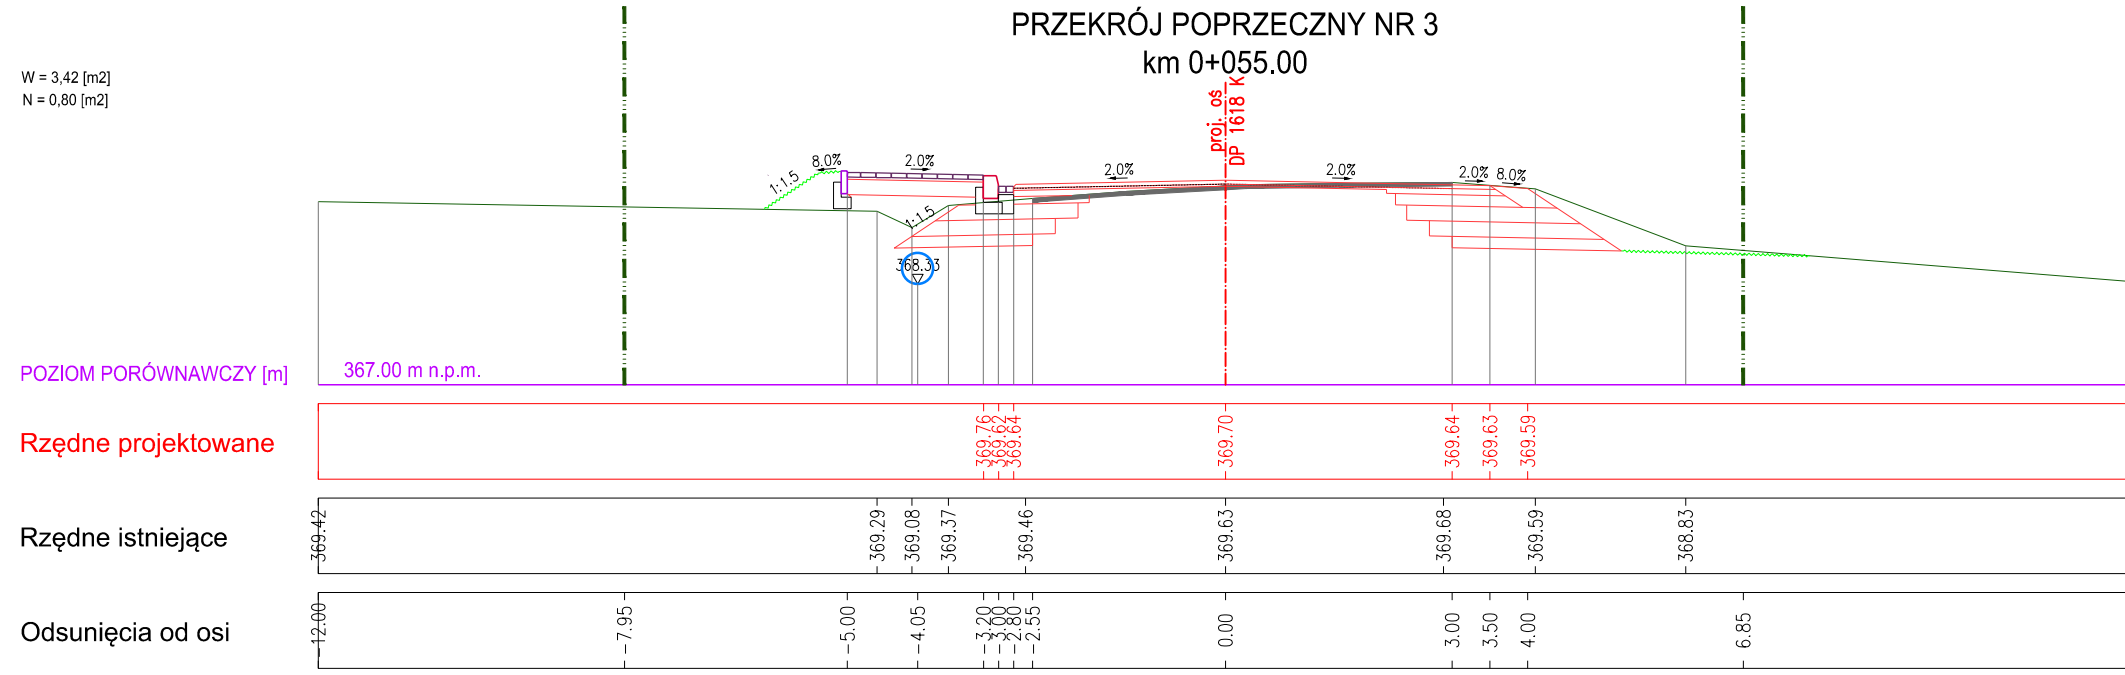 PRZEKRÓJ POPRZECZNY NR 3
km 0+055.00
W = 3,42 [m2]
N = 0,80 [m2]
proj. oś
DP 1618 K
1:1.5
8.0%
2.0%
1:1.5
2.0%
2.0%
2.0%
8.0%
368.33
POZIOM PORÓWNAWCZY [m] 367.00 m n.p.m.
Rzędne projektowane 369.76 369.62 369.64 369.70 369.64 369.63 369.59
Rzędne istniejące 369.42 369.29 369.08 369.37 369.46 369.63 369.68 369.59 368.83
Odsunięcia od osi -12.00 -7.95 -5.00 -4.05 -3.20 -3.00 -2.80 -2.55 0.00 3.00 3.50 4.00 6.85